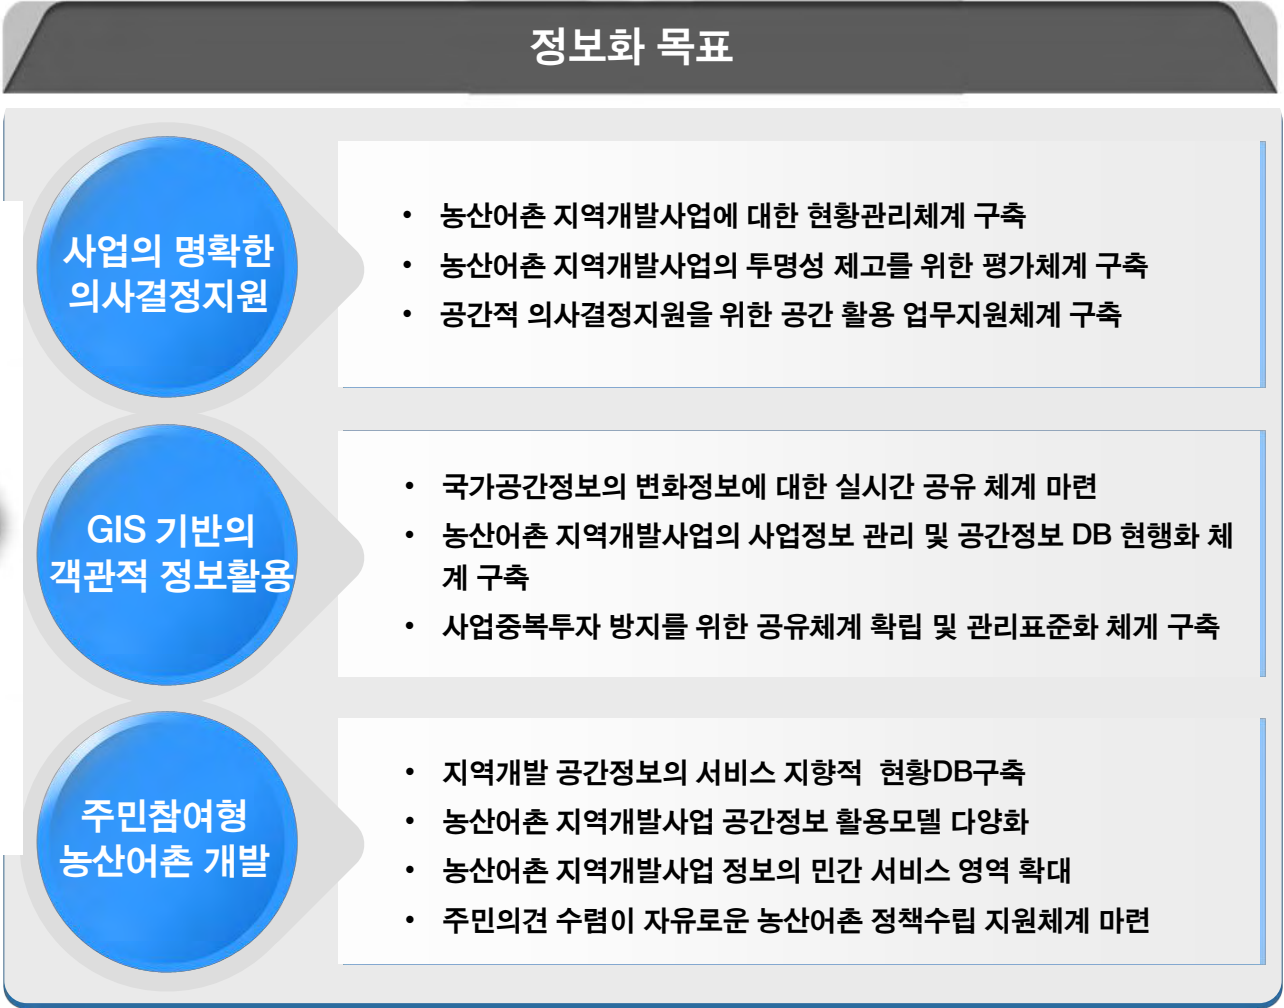 정보화 목표
사업의 명확한
의사결정지원
• 농산어촌 지역개발사업에 대한 현황관리체계 구축
• 농산어촌 지역개발사업의 투명성 제고를 위한 평가체계 구축
• 공간적 의사결정지원을 위한 공간 활용 업무지원체계 구축
GIS 기반의
객관적 정보활용
• 국가공간정보의 변화정보에 대한 실시간 공유 체계 마련
• 농산어촌 지역개발사업의 사업정보 관리 및 공간정보 DB 현행화 체
계 구축
• 사업중복투자 방지를 위한 공유체계 확립 및 관리표준화 체게 구축
주민참여형
농산어촌 개발
• 지역개발 공간정보의 서비스 지향적 현황DB구축
• 농산어촌 지역개발사업 공간정보 활용모델 다양화
• 농산어촌 지역개발사업 정보의 민간 서비스 영역 확대
• 주민의견 수렴이 자유로운 농산어촌 정책수립 지원체계 마련